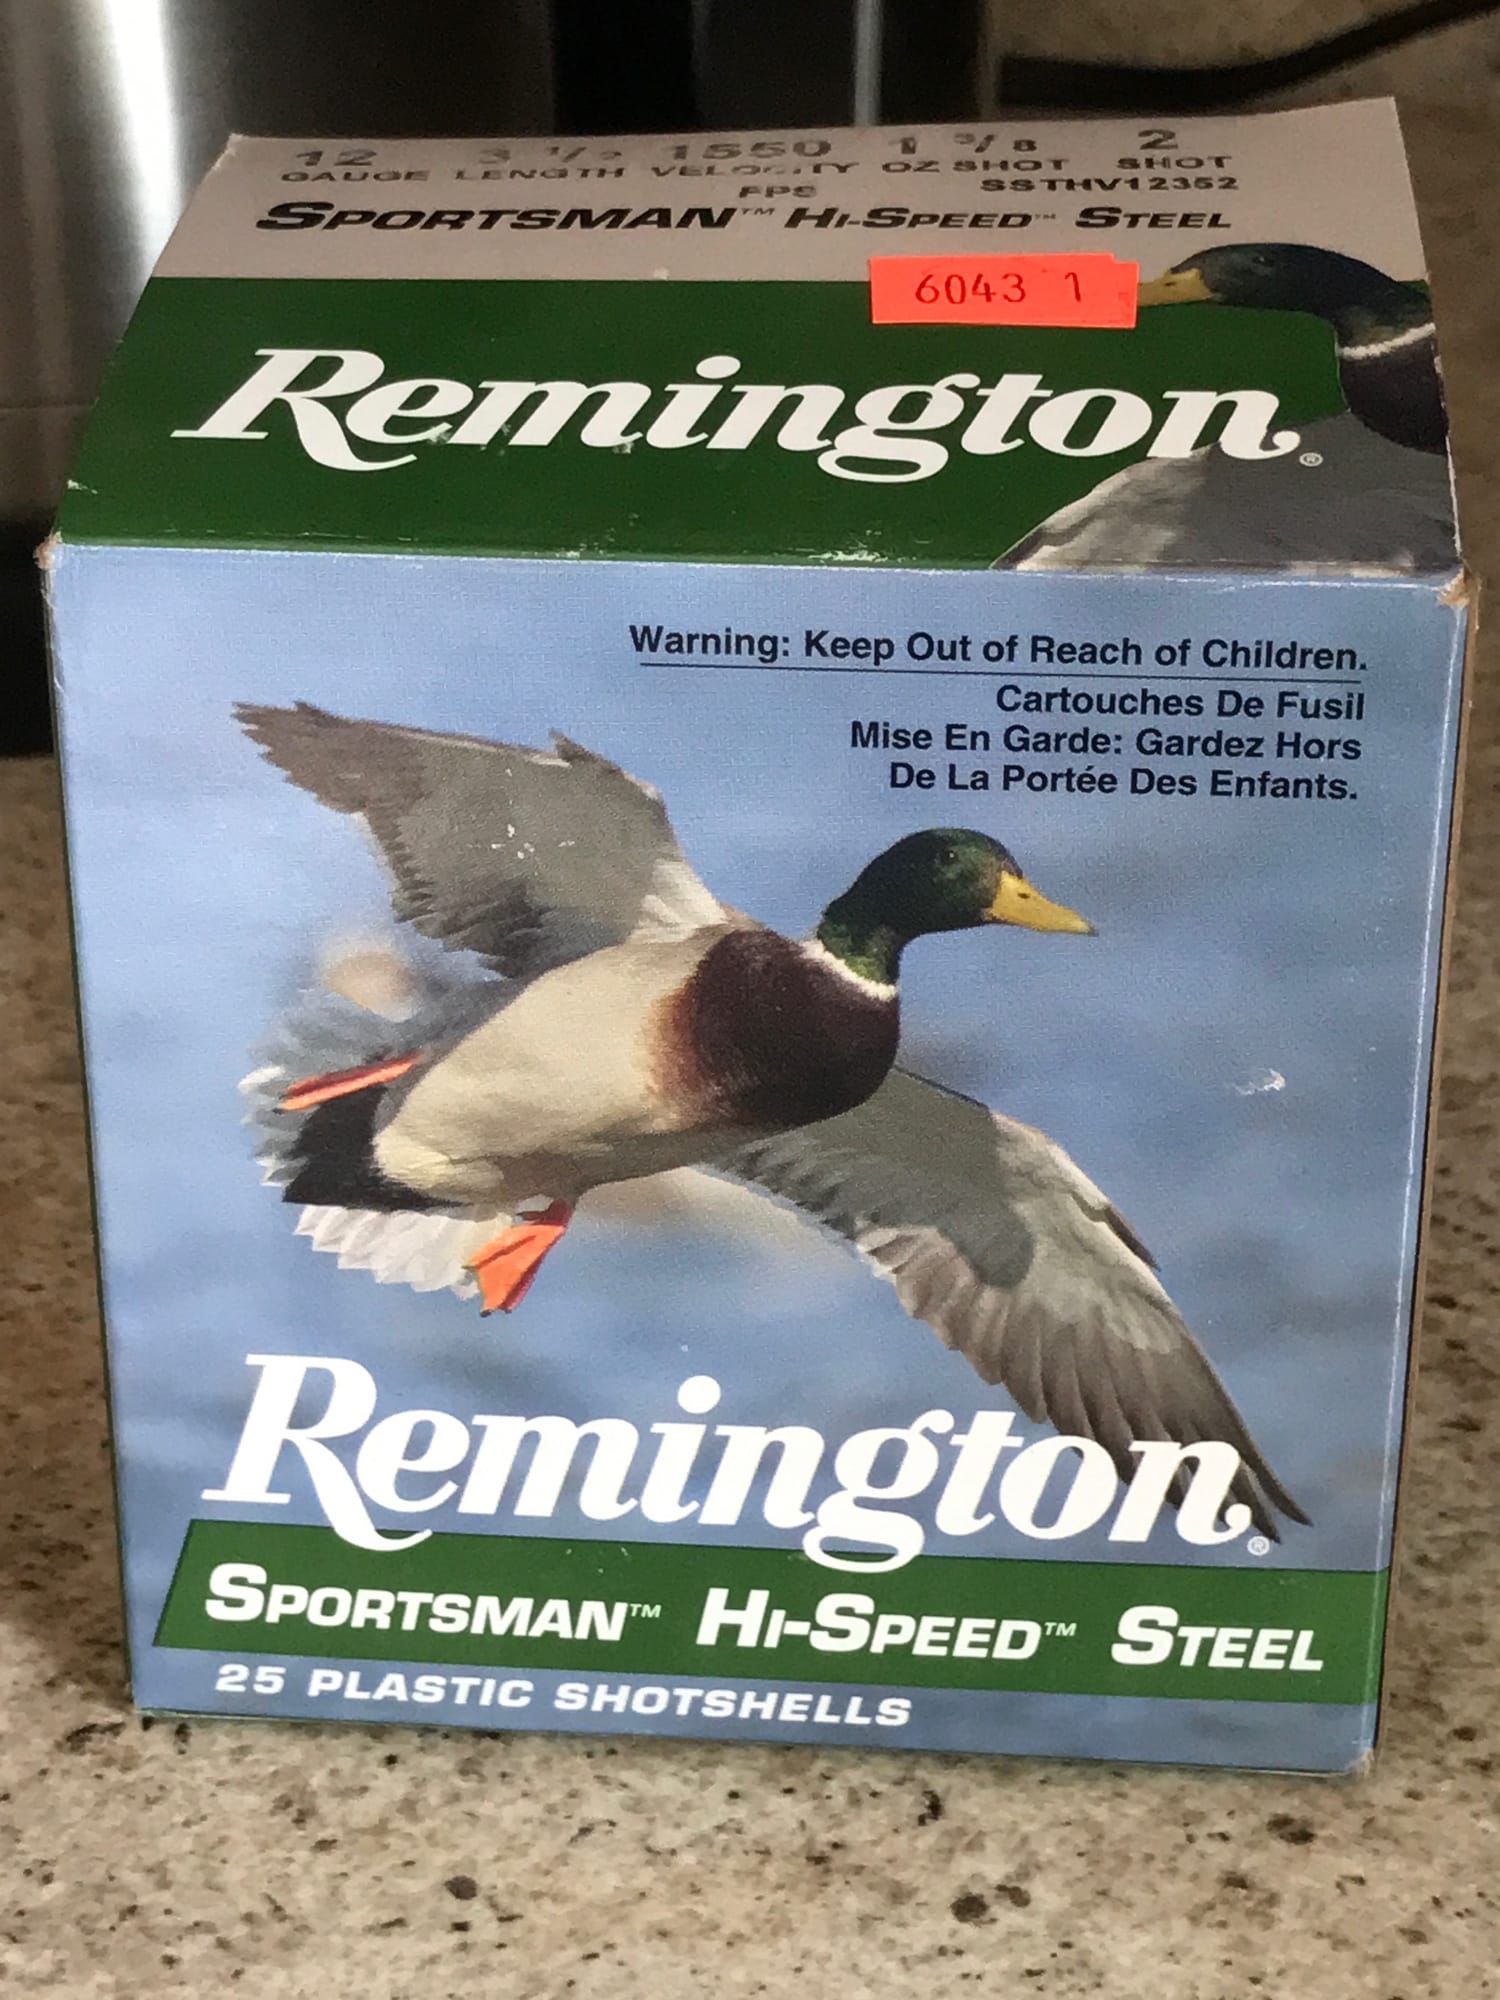 12 3 1/2 1550 1 3/8 2
GAUGE LENGTH VELOCITY OZ SHOT SHOT
FPS SSTHV12352
SPORTSMAN™ HI-SPEED™ STEEL
6043 1
Remington®
Warning: Keep Out of Reach of Children.
Cartouches De Fusil
Mise En Garde: Gardez Hors
De La Portée Des Enfants.
Remington®
SPORTSMAN™ HI-SPEED™ STEEL
25 PLASTIC SHOTSHELLS